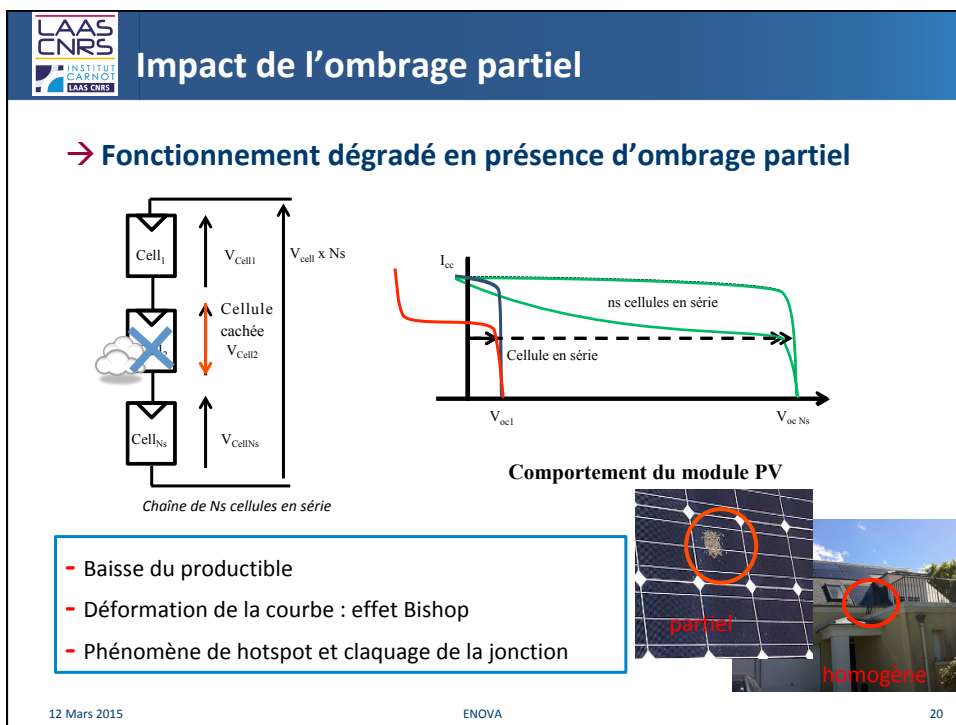 LAAS
CNRS
INSTITUT
CARNOT
LAAS CNRS
Impact de l'ombrage partiel
→ Fonctionnement dégradé en présence d'ombrage partiel
Cell1
VCell1
Vcell x Ns
Cellule
cachée
VCell2
CellNs
VCellNs
Chaîne de Ns cellules en série
Icc
ns cellules en série
Cellule en série
Voc1
Voc Ns
Comportement du module PV
partiel
homogène
- Baisse du productible
- Déformation de la courbe : effet Bishop
- Phénomène de hotspot et claquage de la jonction
12 Mars 2015
ENOVA
20